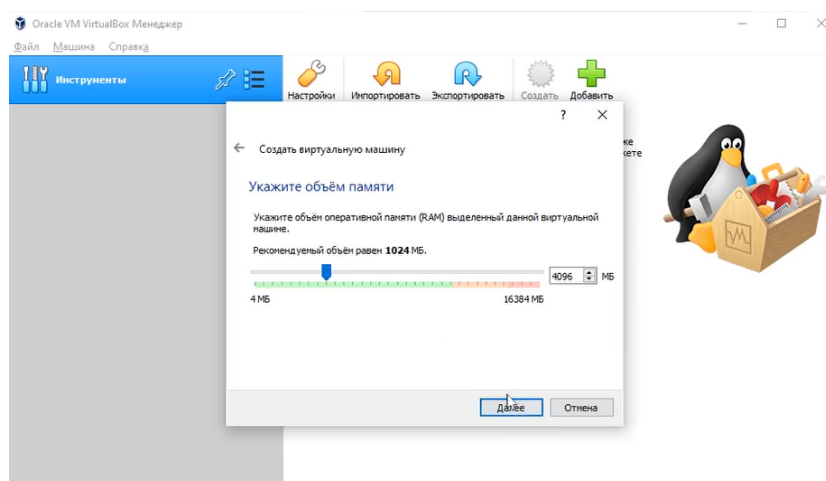 Oracle VM VirtualBox Менеджер
Файл Машина Справка
Инструменты
Настройки Импортировать Экспортировать Создать Добавить
?
Создать виртуальную машину
Укажите объём памяти
Укажите объём оперативной памяти (RAM) выделенный данной виртуальной
машине.
Рекомендуемый объём равен 1024 МБ.
4096 МБ
4 МБ 16384 МБ
Далее Отмена